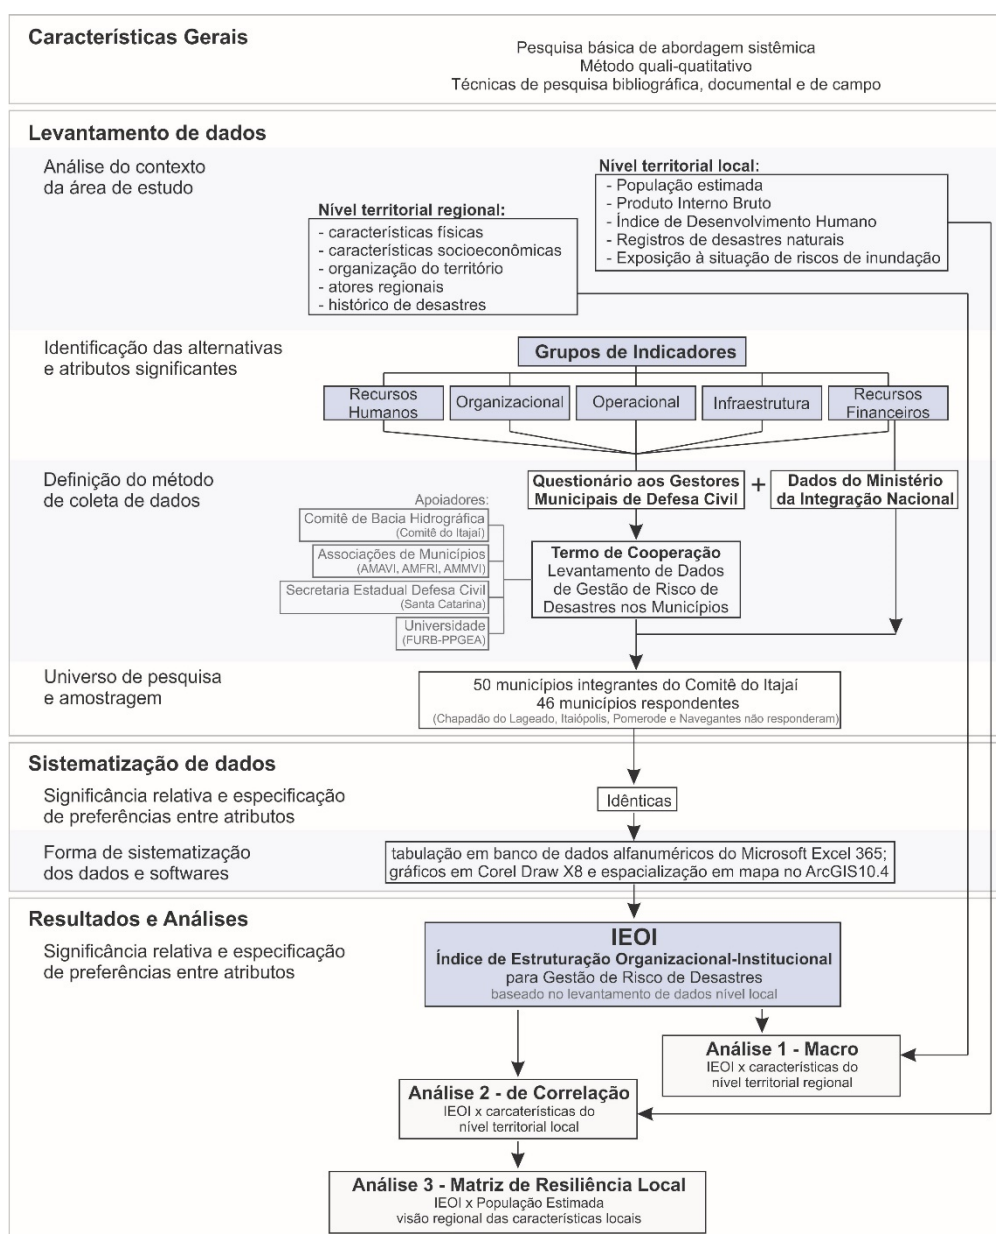 Características Gerais
Pesquisa básica de abordagem sistêmica
Método quali-quantitativo
Técnicas de pesquisa bibliográfica, documental e de campo
Levantamento de dados
Análise do contexto
da área de estudo
Nível territorial regional:
- características físicas
- características socioeconômicas
- organização do território
- atores regionais
- histórico de desastres
Nível territorial local:
- População estimada
- Produto Interno Bruto
- Índice de Desenvolvimento Humano
- Registros de desastres naturais
- Exposição à situação de riscos de inundação
Identificação das alternativas
e atributos significantes
Grupos de Indicadores
Recursos
Humanos
Organizacional
Operacional
Infraestrutura
Recursos
Financeiros
Definição do método
de coleta de dados
Questionário aos Gestores
Municipais de Defesa Civil
+
Dados do Ministério
da Integração Nacional
Apoiadores:
Comitê de Bacia Hidrográfica
(Comitê do Itajaí)
Associações de Municípios
(AMAVI, AMFRI, AMMVI)
Secretaria Estadual Defesa Civil
(Santa Catarina)
Universidade
(FURB-PPGEA)
Termo de Cooperação
Levantamento de Dados
de Gestão de Risco de
Desastres nos Municípios
Universo de pesquisa
e amostragem
50 municípios integrantes do Comitê do Itajaí
46 municípios respondentes
(Chapadão do Lageado, Itaiópolis, Pomerode e Navegantes não responderam)
Sistematização de dados
Significância relativa e especificação
de preferências entre atributos
Idênticas
Forma de sistematização
dos dados e softwares
tabulação em banco de dados alfanuméricos do Microsoft Excel 365;
gráficos em Corel Draw X8 e espacialização em mapa no ArcGIS10.4
Resultados e Análises
Significância relativa e especificação
de preferências entre atributos
IEOI
Índice de Estruturação Organizacional-Institucional
para Gestão de Risco de Desastres
baseado no levantamento de dados nível local
Análise 1 - Macro
IEOI x características do
nível territorial regional
Análise 2 - de Correlação
IEOI x carcaterísticas do
nível territorial local
Análise 3 - Matriz de Resiliência Local
IEOI x População Estimada
visão regional das características locais